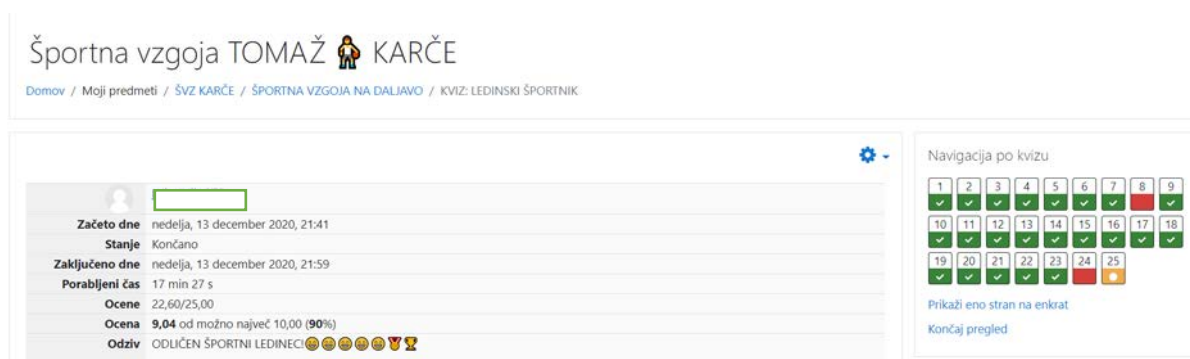 Športna vzgoja TOMAŽ KARČE
Domov / Moji predmeti / ŠVZ KARČE / ŠPORTNA VZGOJA NA DALJAVO / KVIZ: LEDINSKI ŠPORTNIK
Začeto dne nedelja, 13 december 2020, 21:41
Stanje Končano
Zaključeno dne nedelja, 13 december 2020, 21:59
Porabljeni čas 17 min 27 s
Ocene 22,60/25,00
Ocena 9,04 od možno največ 10,00 (90%)
Odziv ODLIČEN ŠPORTNI LEDINEC!😀😀😀😀😀🏅🏆
Navigacija po kvizu
1 2 3 4 5 6 7 8 9
10 11 12 13 14 15 16 17 18
19 20 21 22 23 24 25
Prikaži eno stran na enkrat
Končaj pregled